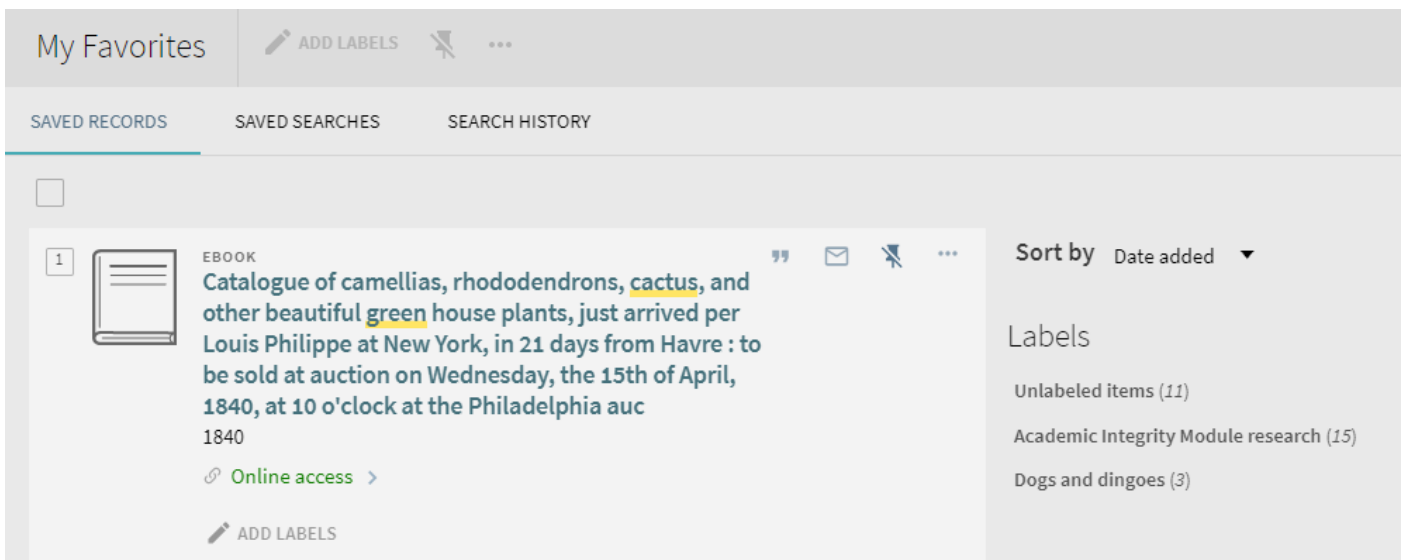 My Favorites
ADD LABELS
SAVED RECORDS
SAVED SEARCHES
SEARCH HISTORY
1
EBOOK
Catalogue of camellias, rhododendrons, cactus, and
other beautiful green house plants, just arrived per
Louis Philippe at New York, in 21 days from Havre : to
be sold at auction on Wednesday, the 15th of April,
1840, at 10 o'clock at the Philadelphia auc
1840
Online access
ADD LABELS
Sort by Date added
Labels
Unlabeled items (11)
Academic Integrity Module research (15)
Dogs and dingoes (3)